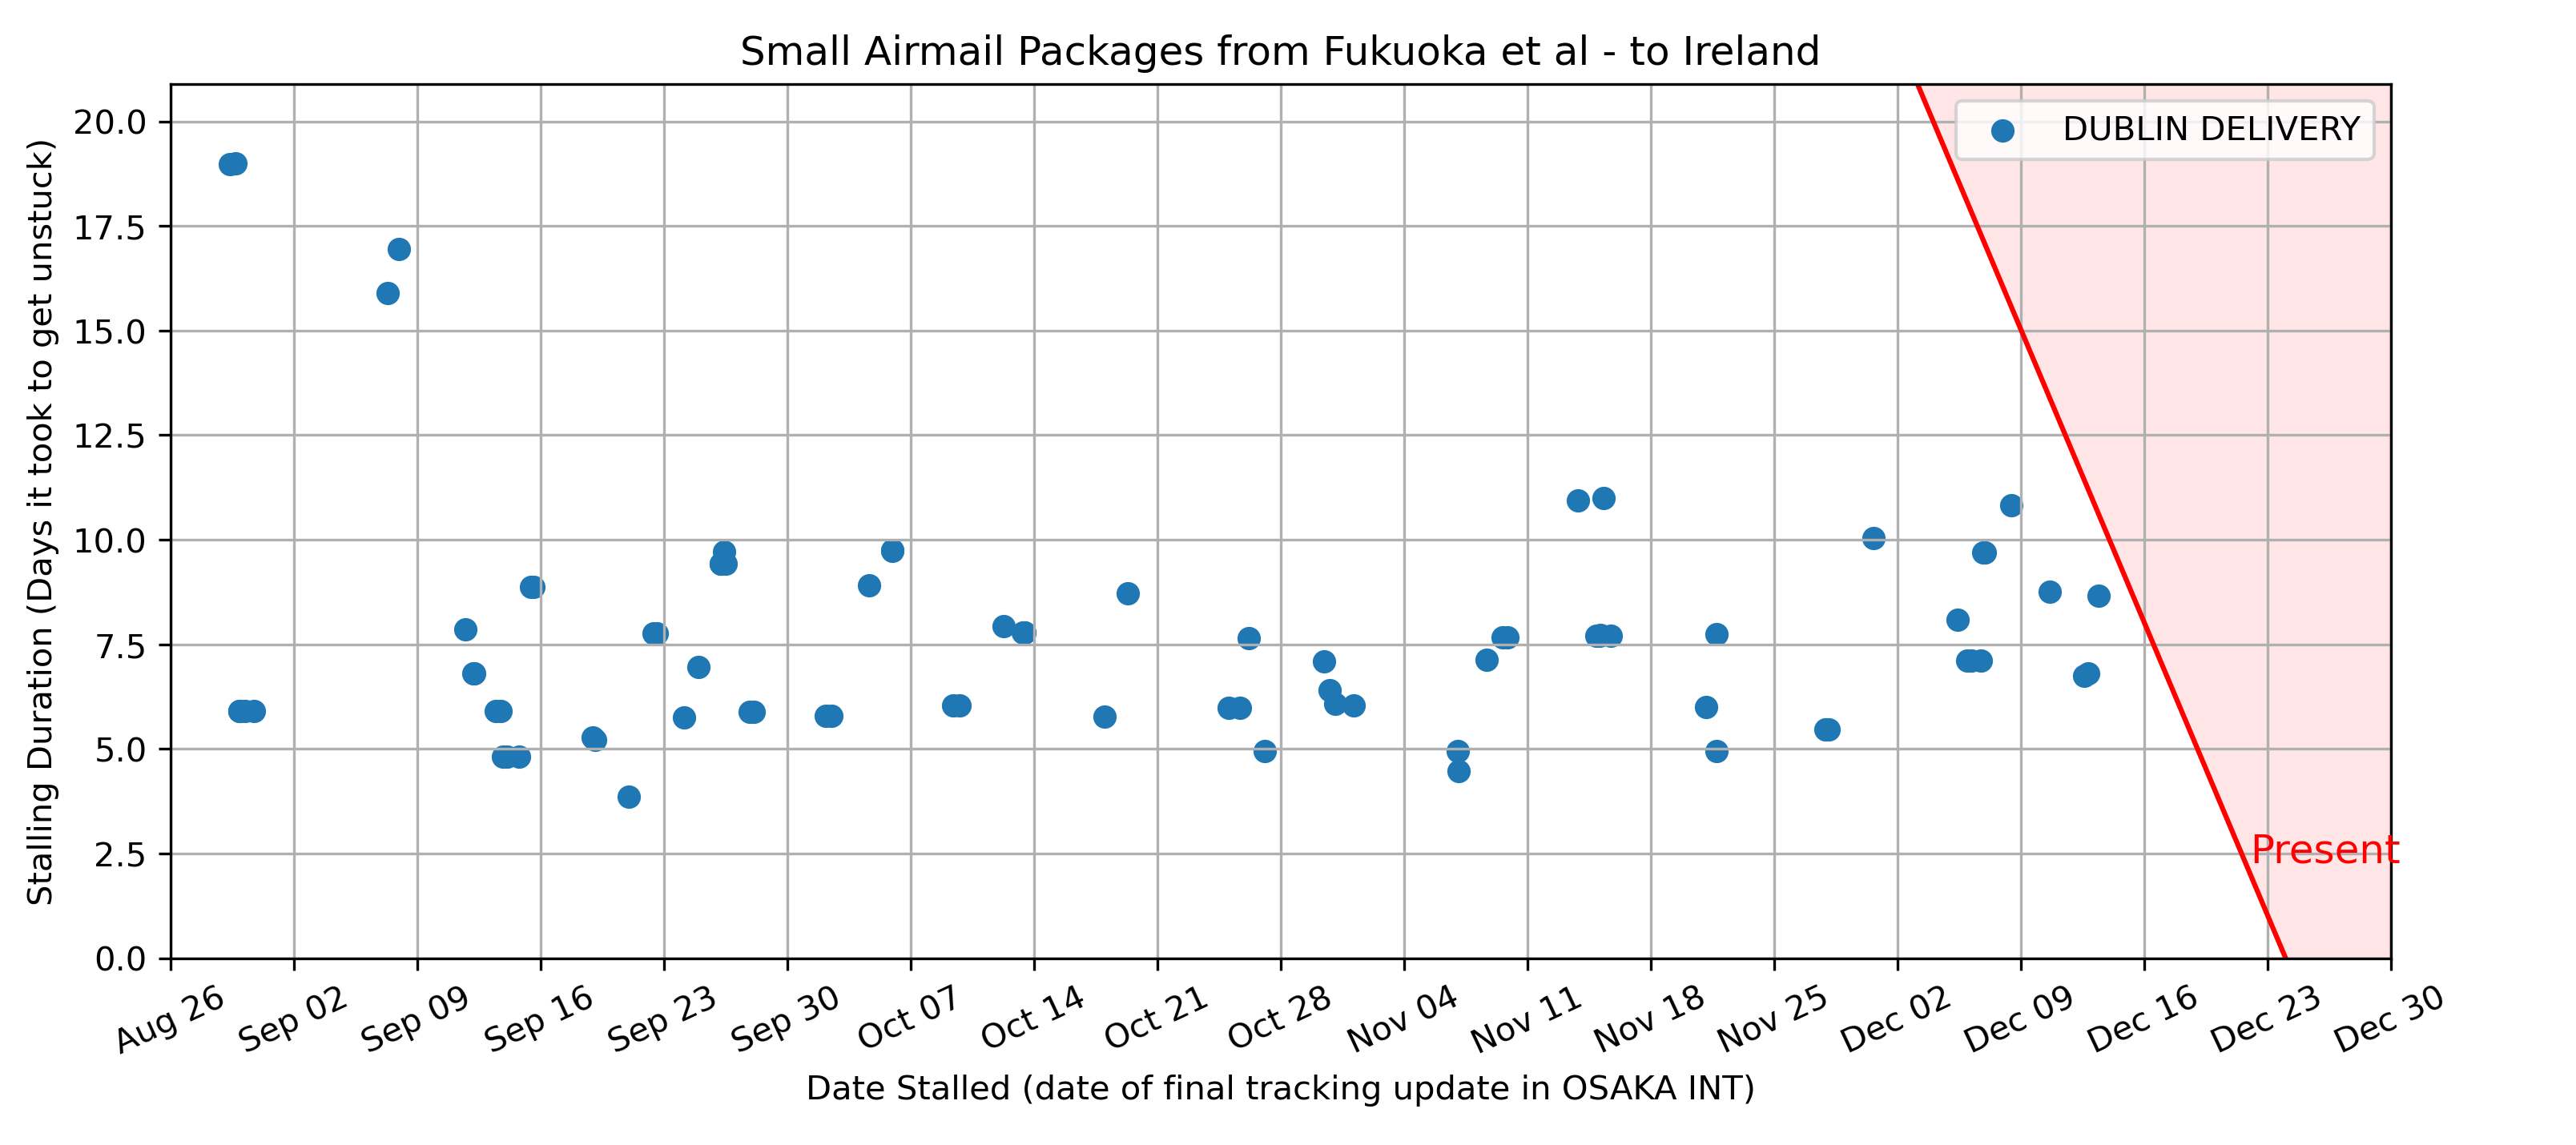 Small Airmail Packages from Fukuoka et al - to Ireland
DUBLIN DELIVERY
Stalling Duration (Days it took to get unstuck)
20.0
17.5
15.0
12.5
10.0
7.5
5.0
2.5
0.0
Present
Aug 26
Sep 02
Sep 09
Sep 16
Sep 23
Sep 30
Oct 07
Oct 14
Oct 21
Oct 28
Nov 04
Nov 11
Nov 18
Nov 25
Dec 02
Dec 09
Dec 16
Dec 23
Dec 30
Date Stalled (date of final tracking update in OSAKA INT)